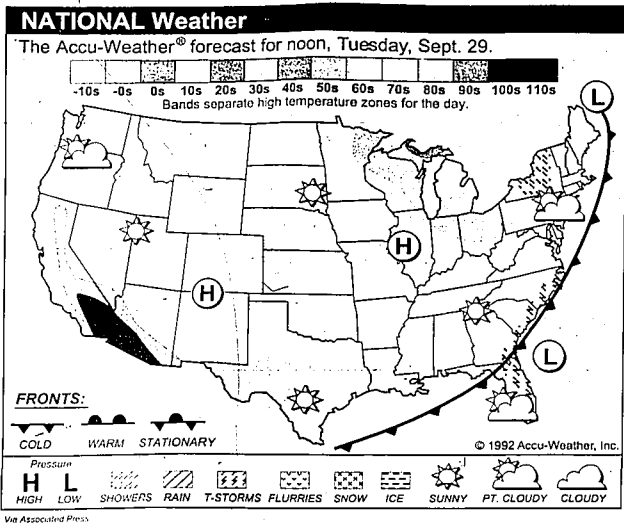 NATIONAL Weather
The Accu-Weather® forecast for noon, Tuesday, Sept. 29.
-10s -0s 0s 10s 20s 30s 40s 50s 60s 70s 80s 90s 100s 110s
Bands separate high temperature zones for the day.
L
H
H
L
FRONTS:
COLD WARM STATIONARY
© 1992 Accu-Weather, Inc.
Pressure
H L
HIGH LOW SHOWERS RAIN T-STORMS FLURRIES SNOW ICE SUNNY PT. CLOUDY CLOUDY
Via Associated Press